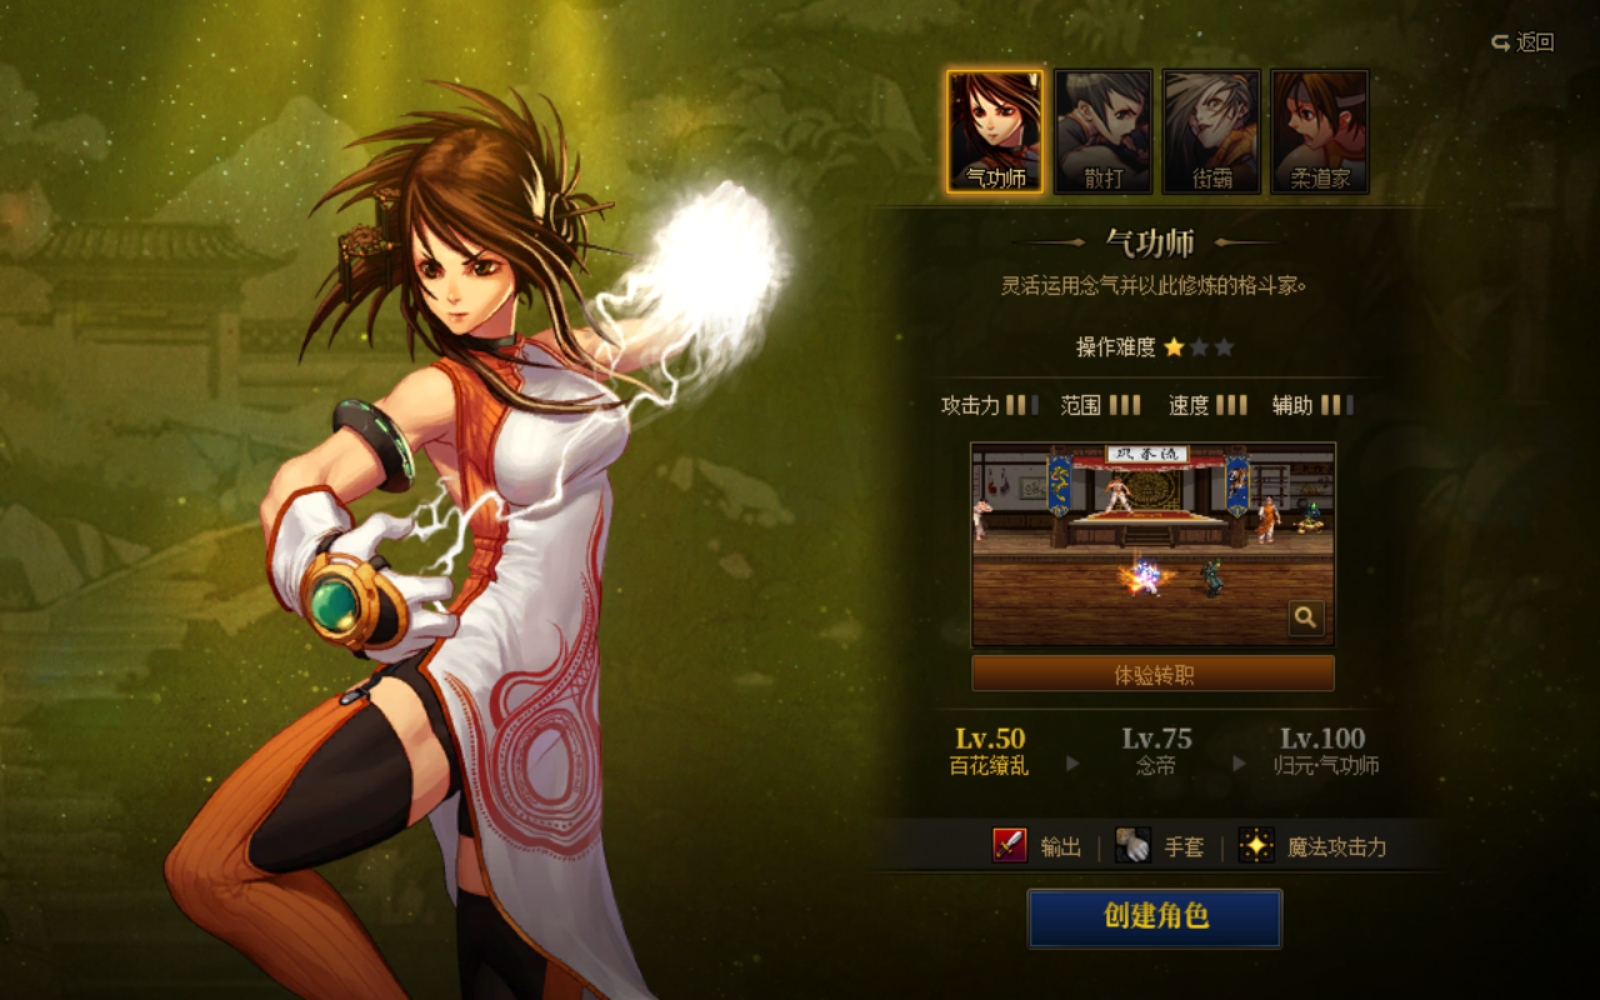 返回
气功师 散打 街霸 柔道家
气功师
灵活运用念气并以此修炼的格斗家。
操作难度
攻击力 范围 速度 辅助
体验转职
Lv.50 Lv.75 Lv.100
百花缭乱 念帝 归元·气功师
输出 手套 魔法攻击力
创建角色